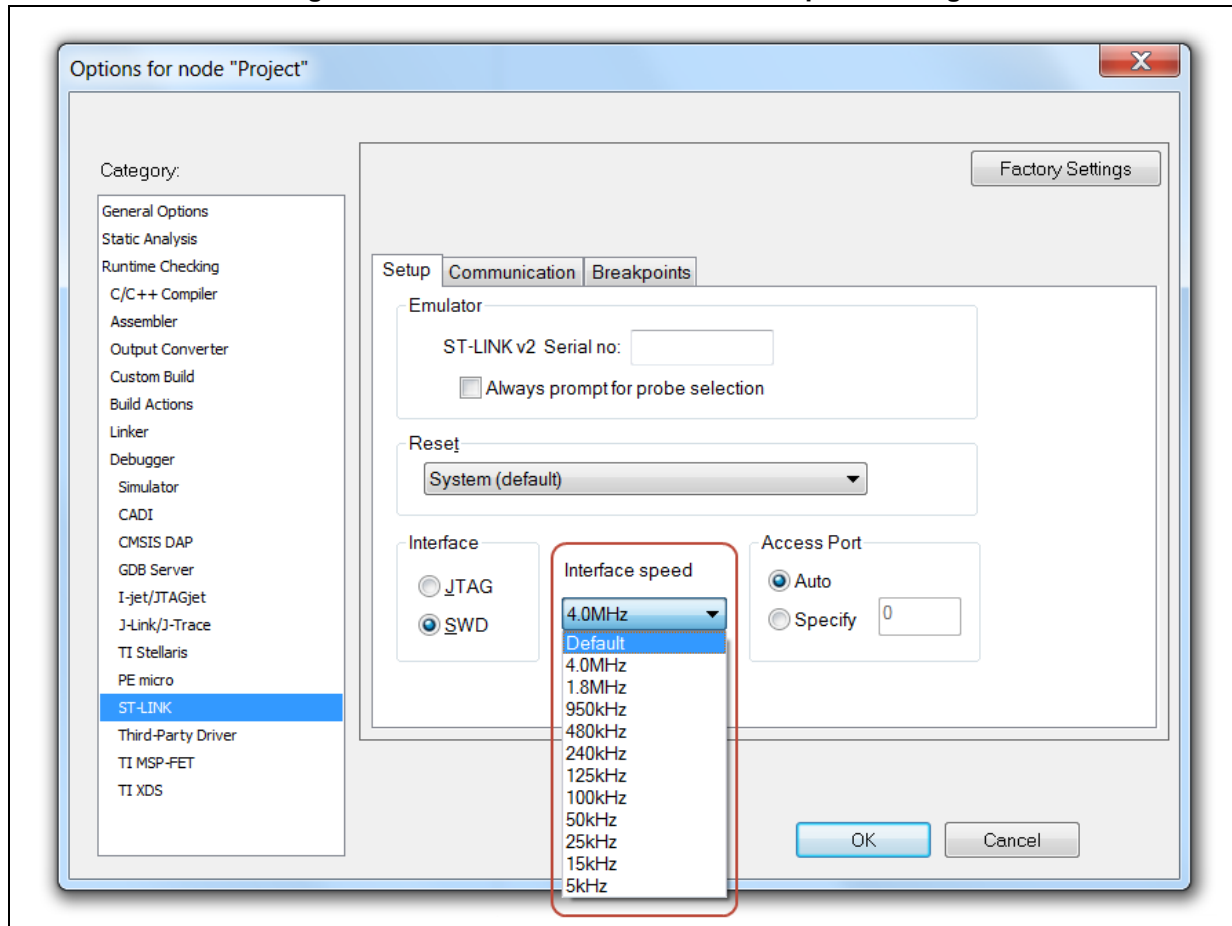 Options for node "Project"
Category:
Factory Settings
General Options
Static Analysis
Runtime Checking
C/C++ Compiler
Assembler
Output Converter
Custom Build
Build Actions
Linker
Debugger
Simulator
CADI
CMSIS DAP
GDB Server
I-jet/JTAGjet
J-Link/J-Trace
TI Stellaris
PE micro
ST-LINK
Third-Party Driver
TI MSP-FET
TI XDS
Setup Communication Breakpoints
Emulator
ST-LINK v2 Serial no:
Always prompt for probe selection
Reset
System (default)
Interface
JTAG
SWD
Interface speed
4.0MHz
Default
4.0MHz
1.8MHz
950kHz
480kHz
240kHz
125kHz
100kHz
50kHz
25kHz
15kHz
5kHz
Access Port
Auto
Specify 0
OK Cancel